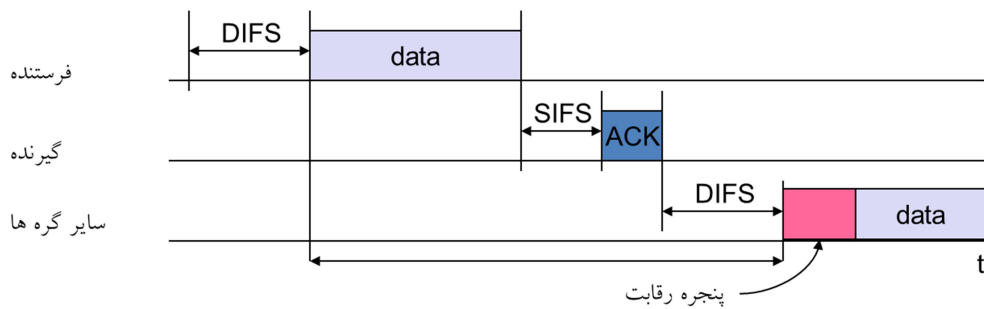 DIFS
data
فرستنده
SIFS
ACK
گیرنده
DIFS
data
سایر گره ها
t
پنجره رقابت